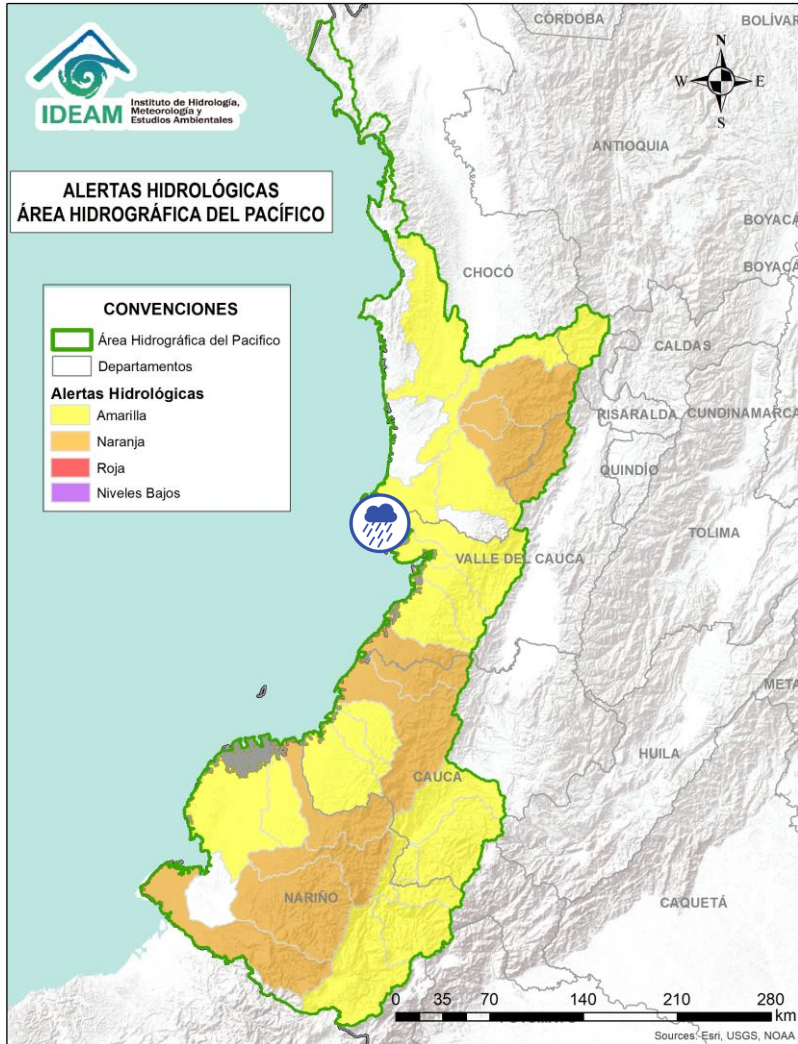 IDEAM
Instituto de Hidrología,
Meteorología y
Estudios Ambientales
ALERTAS HIDROLÓGICAS
ÁREA HIDROGRÁFICA DEL PACÍFICO
CONVENCIONES
Área Hidrográfica del Pacifico
Departamentos
Alertas Hidrológicas
Amarilla
Naranja
Roja
Niveles Bajos
CÓRDOBA
BOLÍVAR
N
W
E
S
ANTIOQUIA
BOYACÁ
CHOCÓ
BOYACÁ
CALDAS
RISARALDA
CUNDINAMARCA
QUINDÍO
TOLIMA
VALLE DEL CAUCA
META
HUILA
CAUCA
NARIÑO
CAQUETÁ
0 35 70 140 210 280
km
Sources: Esri, USGS, NOAA